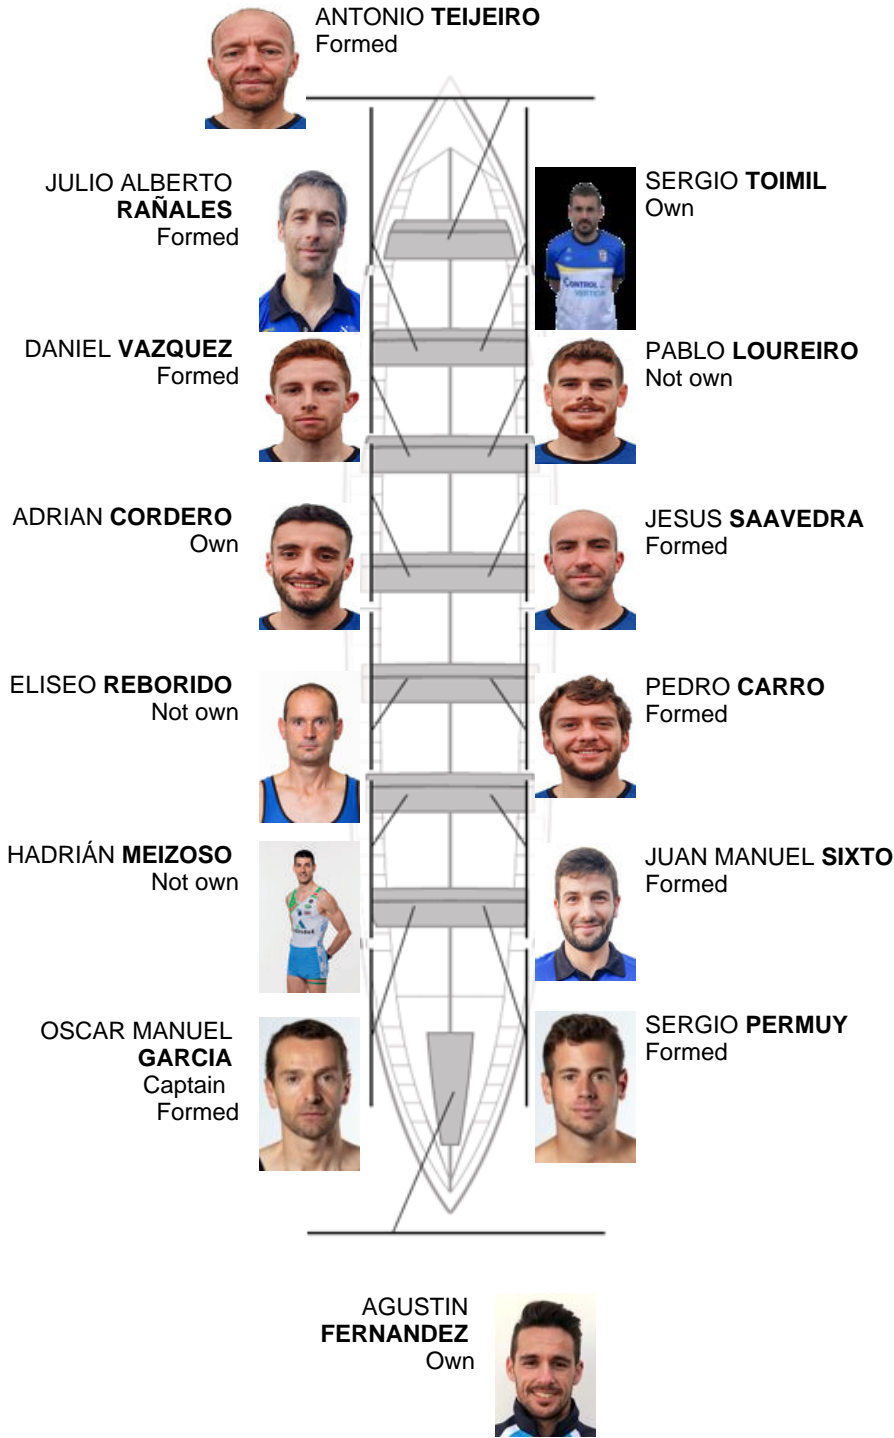 ANTONIO TEIJEIRO
Formed
JULIO ALBERTO
RAÑALES
Formed
SERGIO TOIMIL
Own
CONTROL
VERTICAL
DANIEL VAZQUEZ
Formed
PABLO LOUREIRO
Not own
ADRIAN CORDERO
Own
JESUS SAAVEDRA
Formed
ELISEO REBORIDO
Not own
PEDRO CARRO
Formed
HADRIÁN MEIZOSO
Not own
JUAN MANUEL SIXTO
Formed
OSCAR MANUEL
GARCIA
Captain
Formed
SERGIO PERMUY
Formed
AGUSTIN
FERNANDEZ
Own